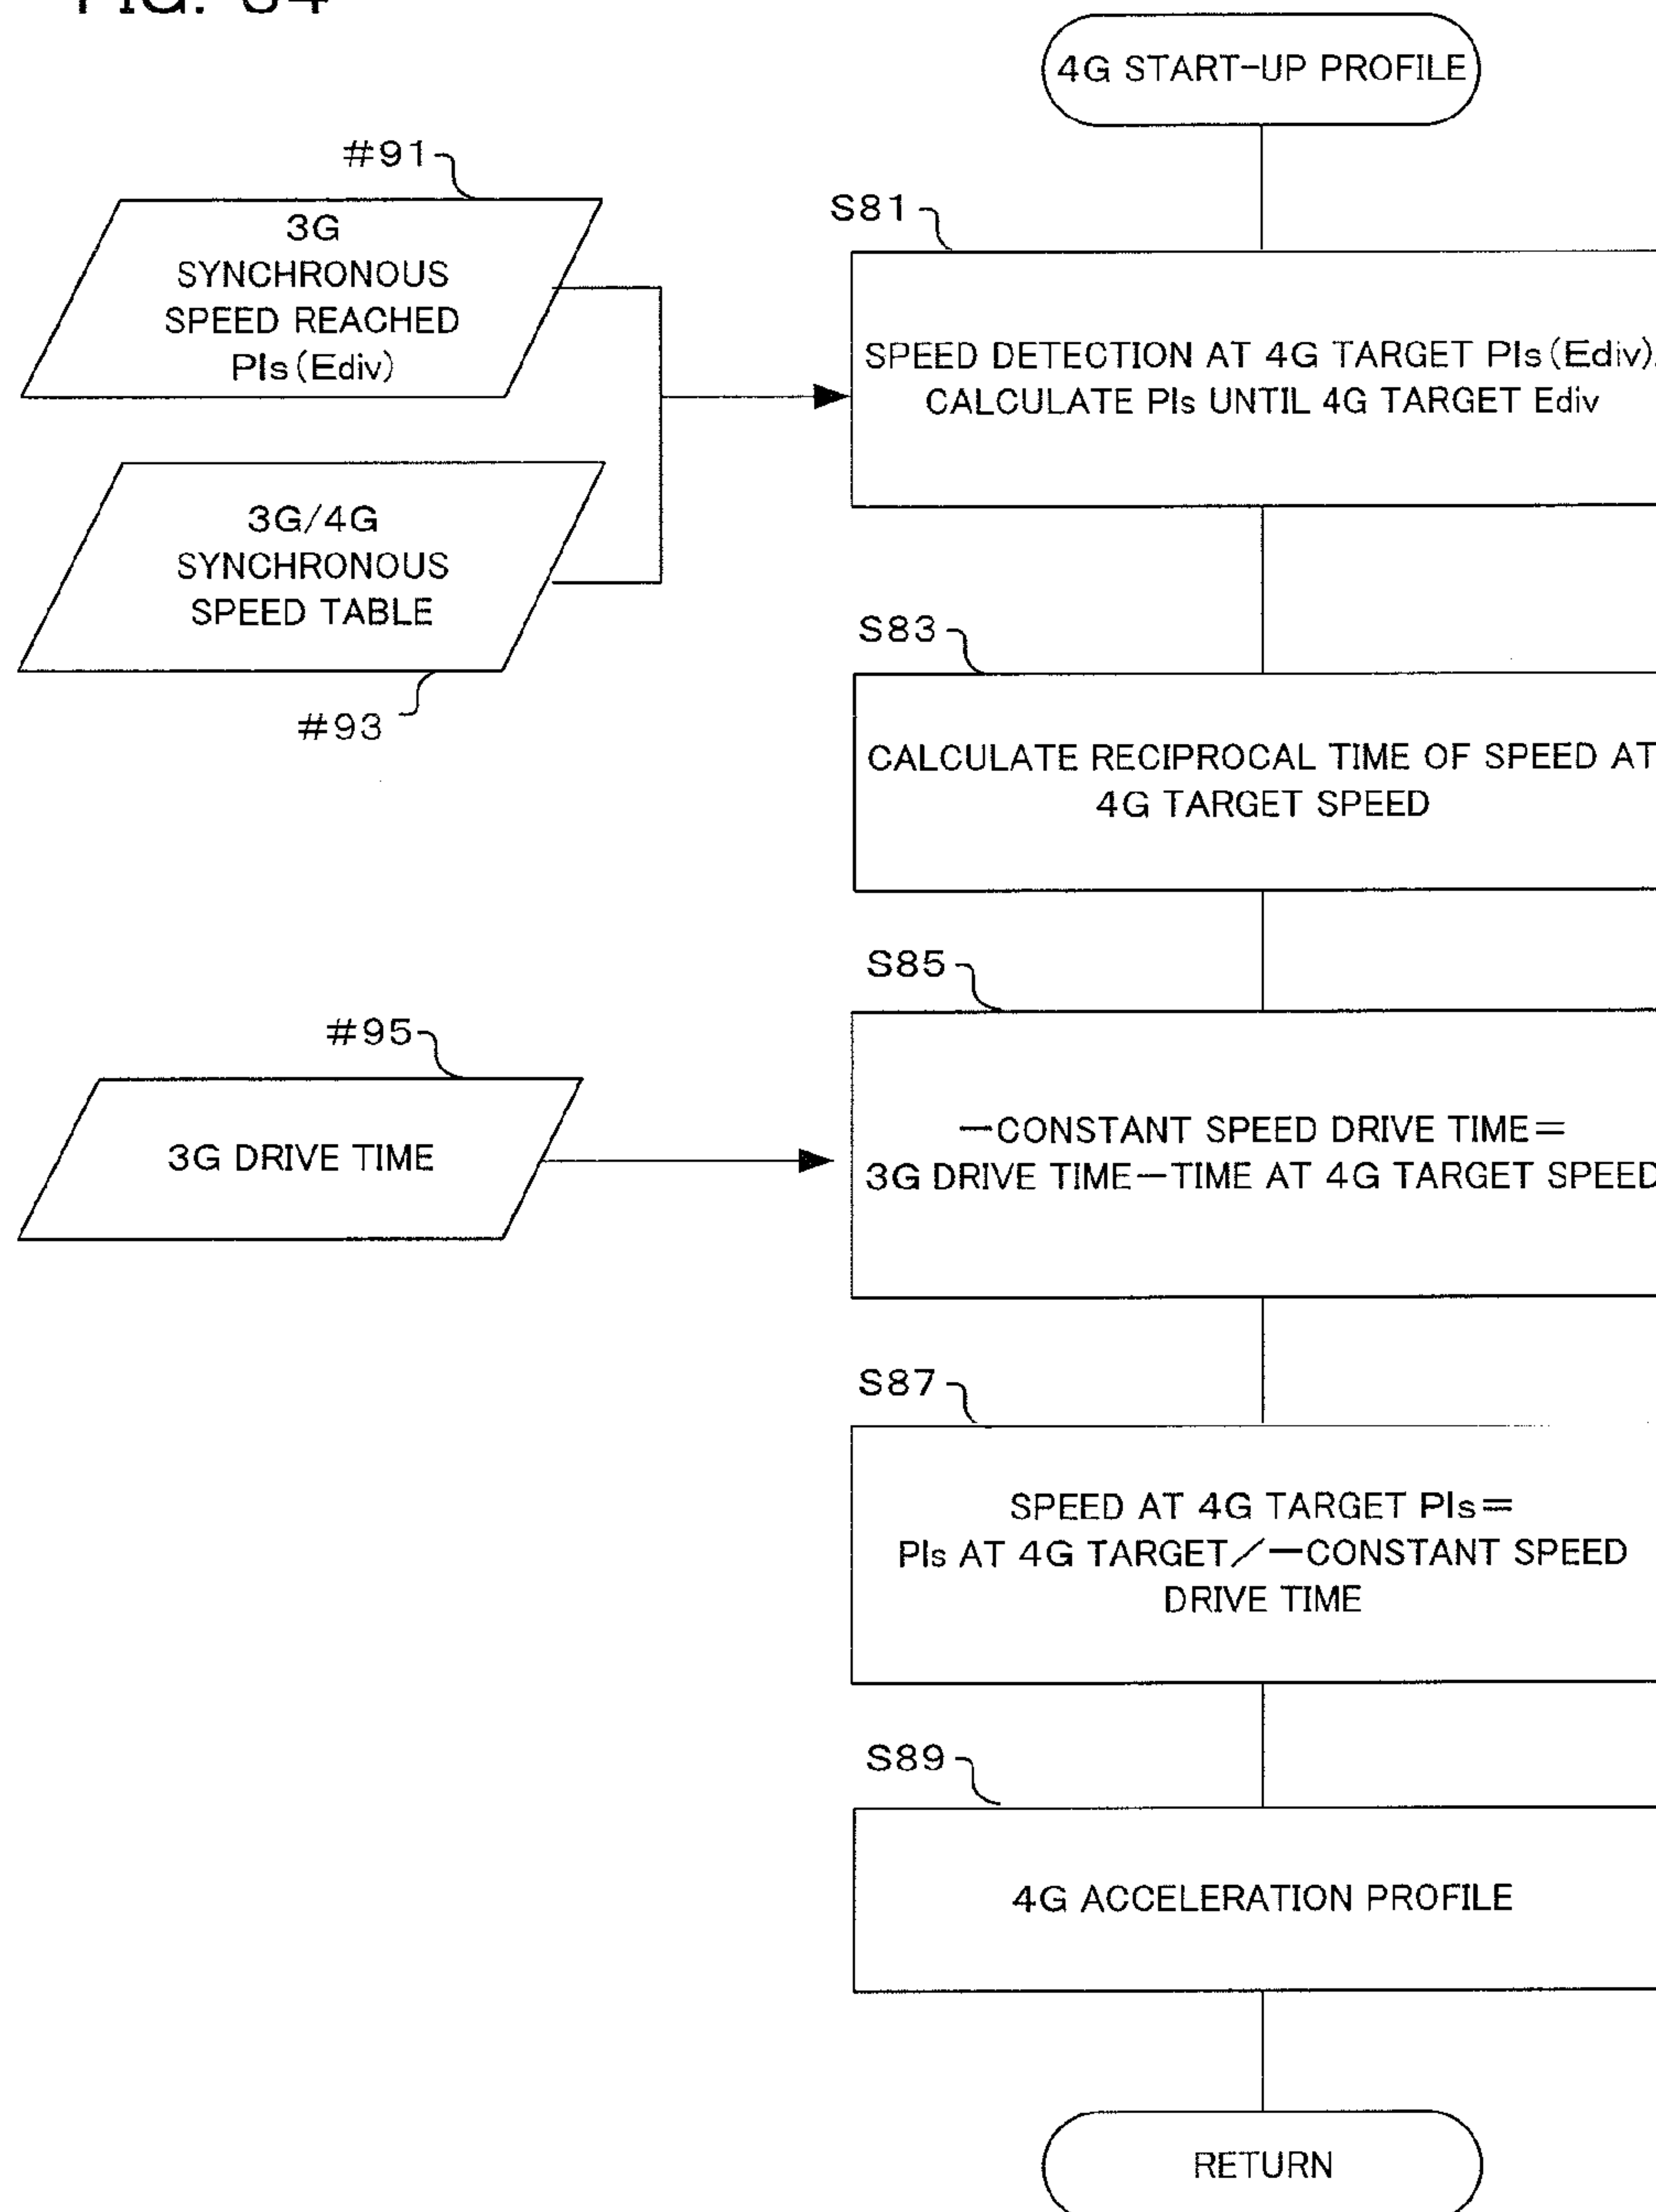 FIG. 34
4G START-UP PROFILE
#91
3G
SYNCHRONOUS
SPEED REACHED
Pls(Ediv)
S81
SPEED DETECTION AT 4G TARGET Pls(Ediv).
CALCULATE Pls UNTIL 4G TARGET Ediv
3G/4G
SYNCHRONOUS
SPEED TABLE
#93
S83
CALCULATE RECIPROCAL TIME OF SPEED AT
4G TARGET SPEED
S85
#95
3G DRIVE TIME
—CONSTANT SPEED DRIVE TIME=
3G DRIVE TIME—TIME AT 4G TARGET SPEED
S87
SPEED AT 4G TARGET Pls=
Pls AT 4G TARGET/—CONSTANT SPEED
DRIVE TIME
S89
4G ACCELERATION PROFILE
RETURN